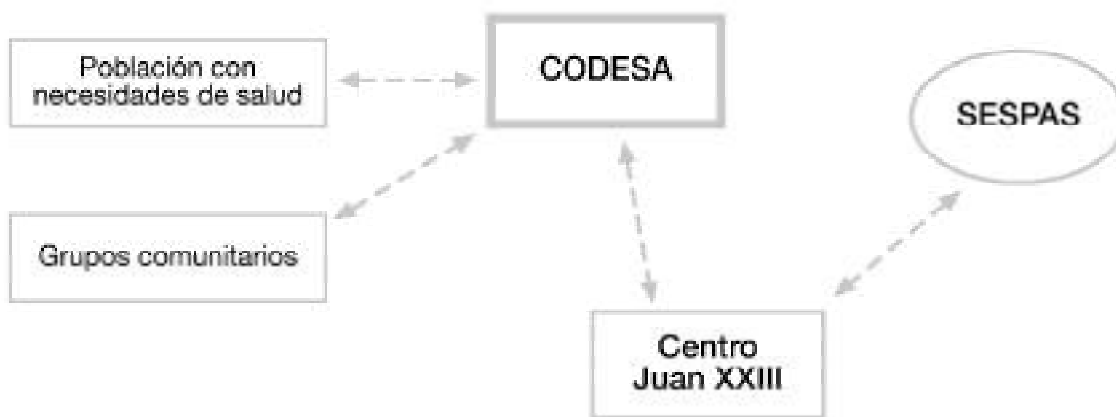 Población con
necesidades de salud
CODESA
SESPAS
Grupos comunitarios
Centro
Juan XXIII